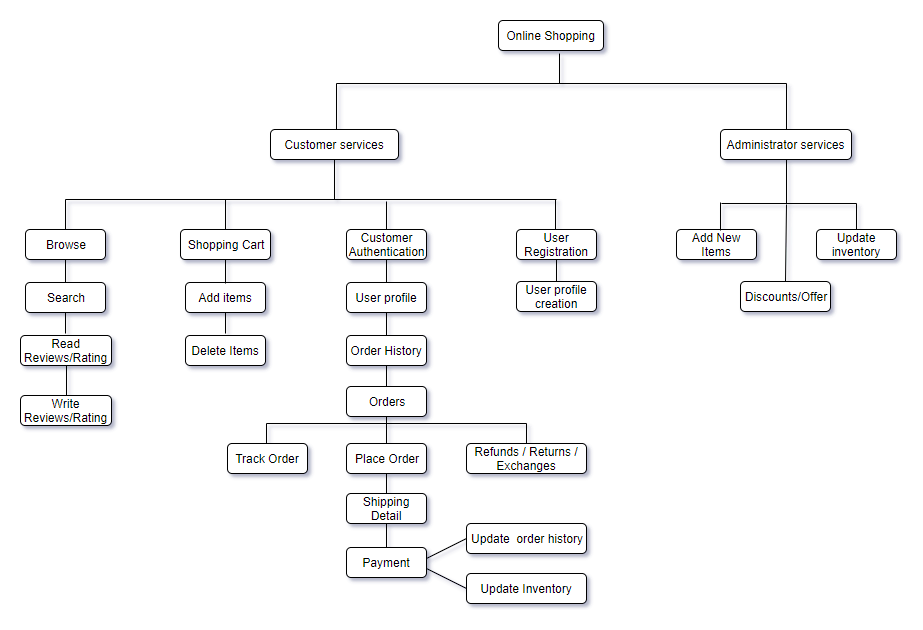 Online Shopping
Customer services
Administrator services
Browse
Shopping Cart
Customer
Authentication
User
Registration
Add New
Items
Update
inventory
Search
Add items
User profile
User profile
creation
Discounts/Offer
Read
Reviews/Rating
Delete Items
Order History
Write
Reviews/Rating
Orders
Track Order
Place Order
Refunds / Returns /
Exchanges
Shipping
Detail
Update  order history
Payment
Update Inventory